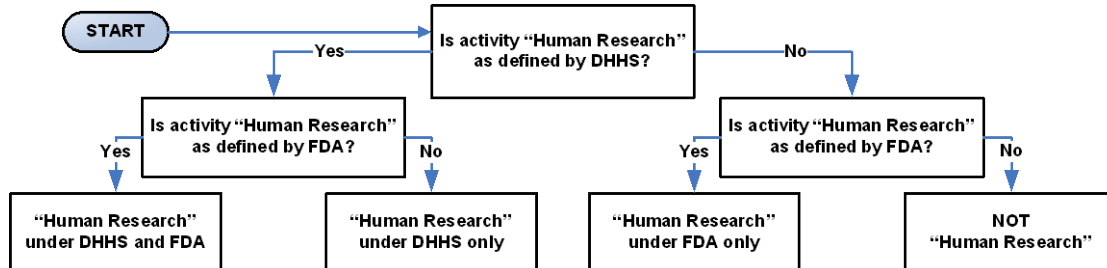 START
Is activity “Human Research”
as defined by DHHS?
Yes
No
Is activity “Human Research”
as defined by FDA?
Yes
No
Is activity “Human Research”
as defined by FDA?
Yes
No
“Human Research”
under DHHS and FDA
“Human Research”
under DHHS only
“Human Research”
under FDA only
NOT
“Human Research”